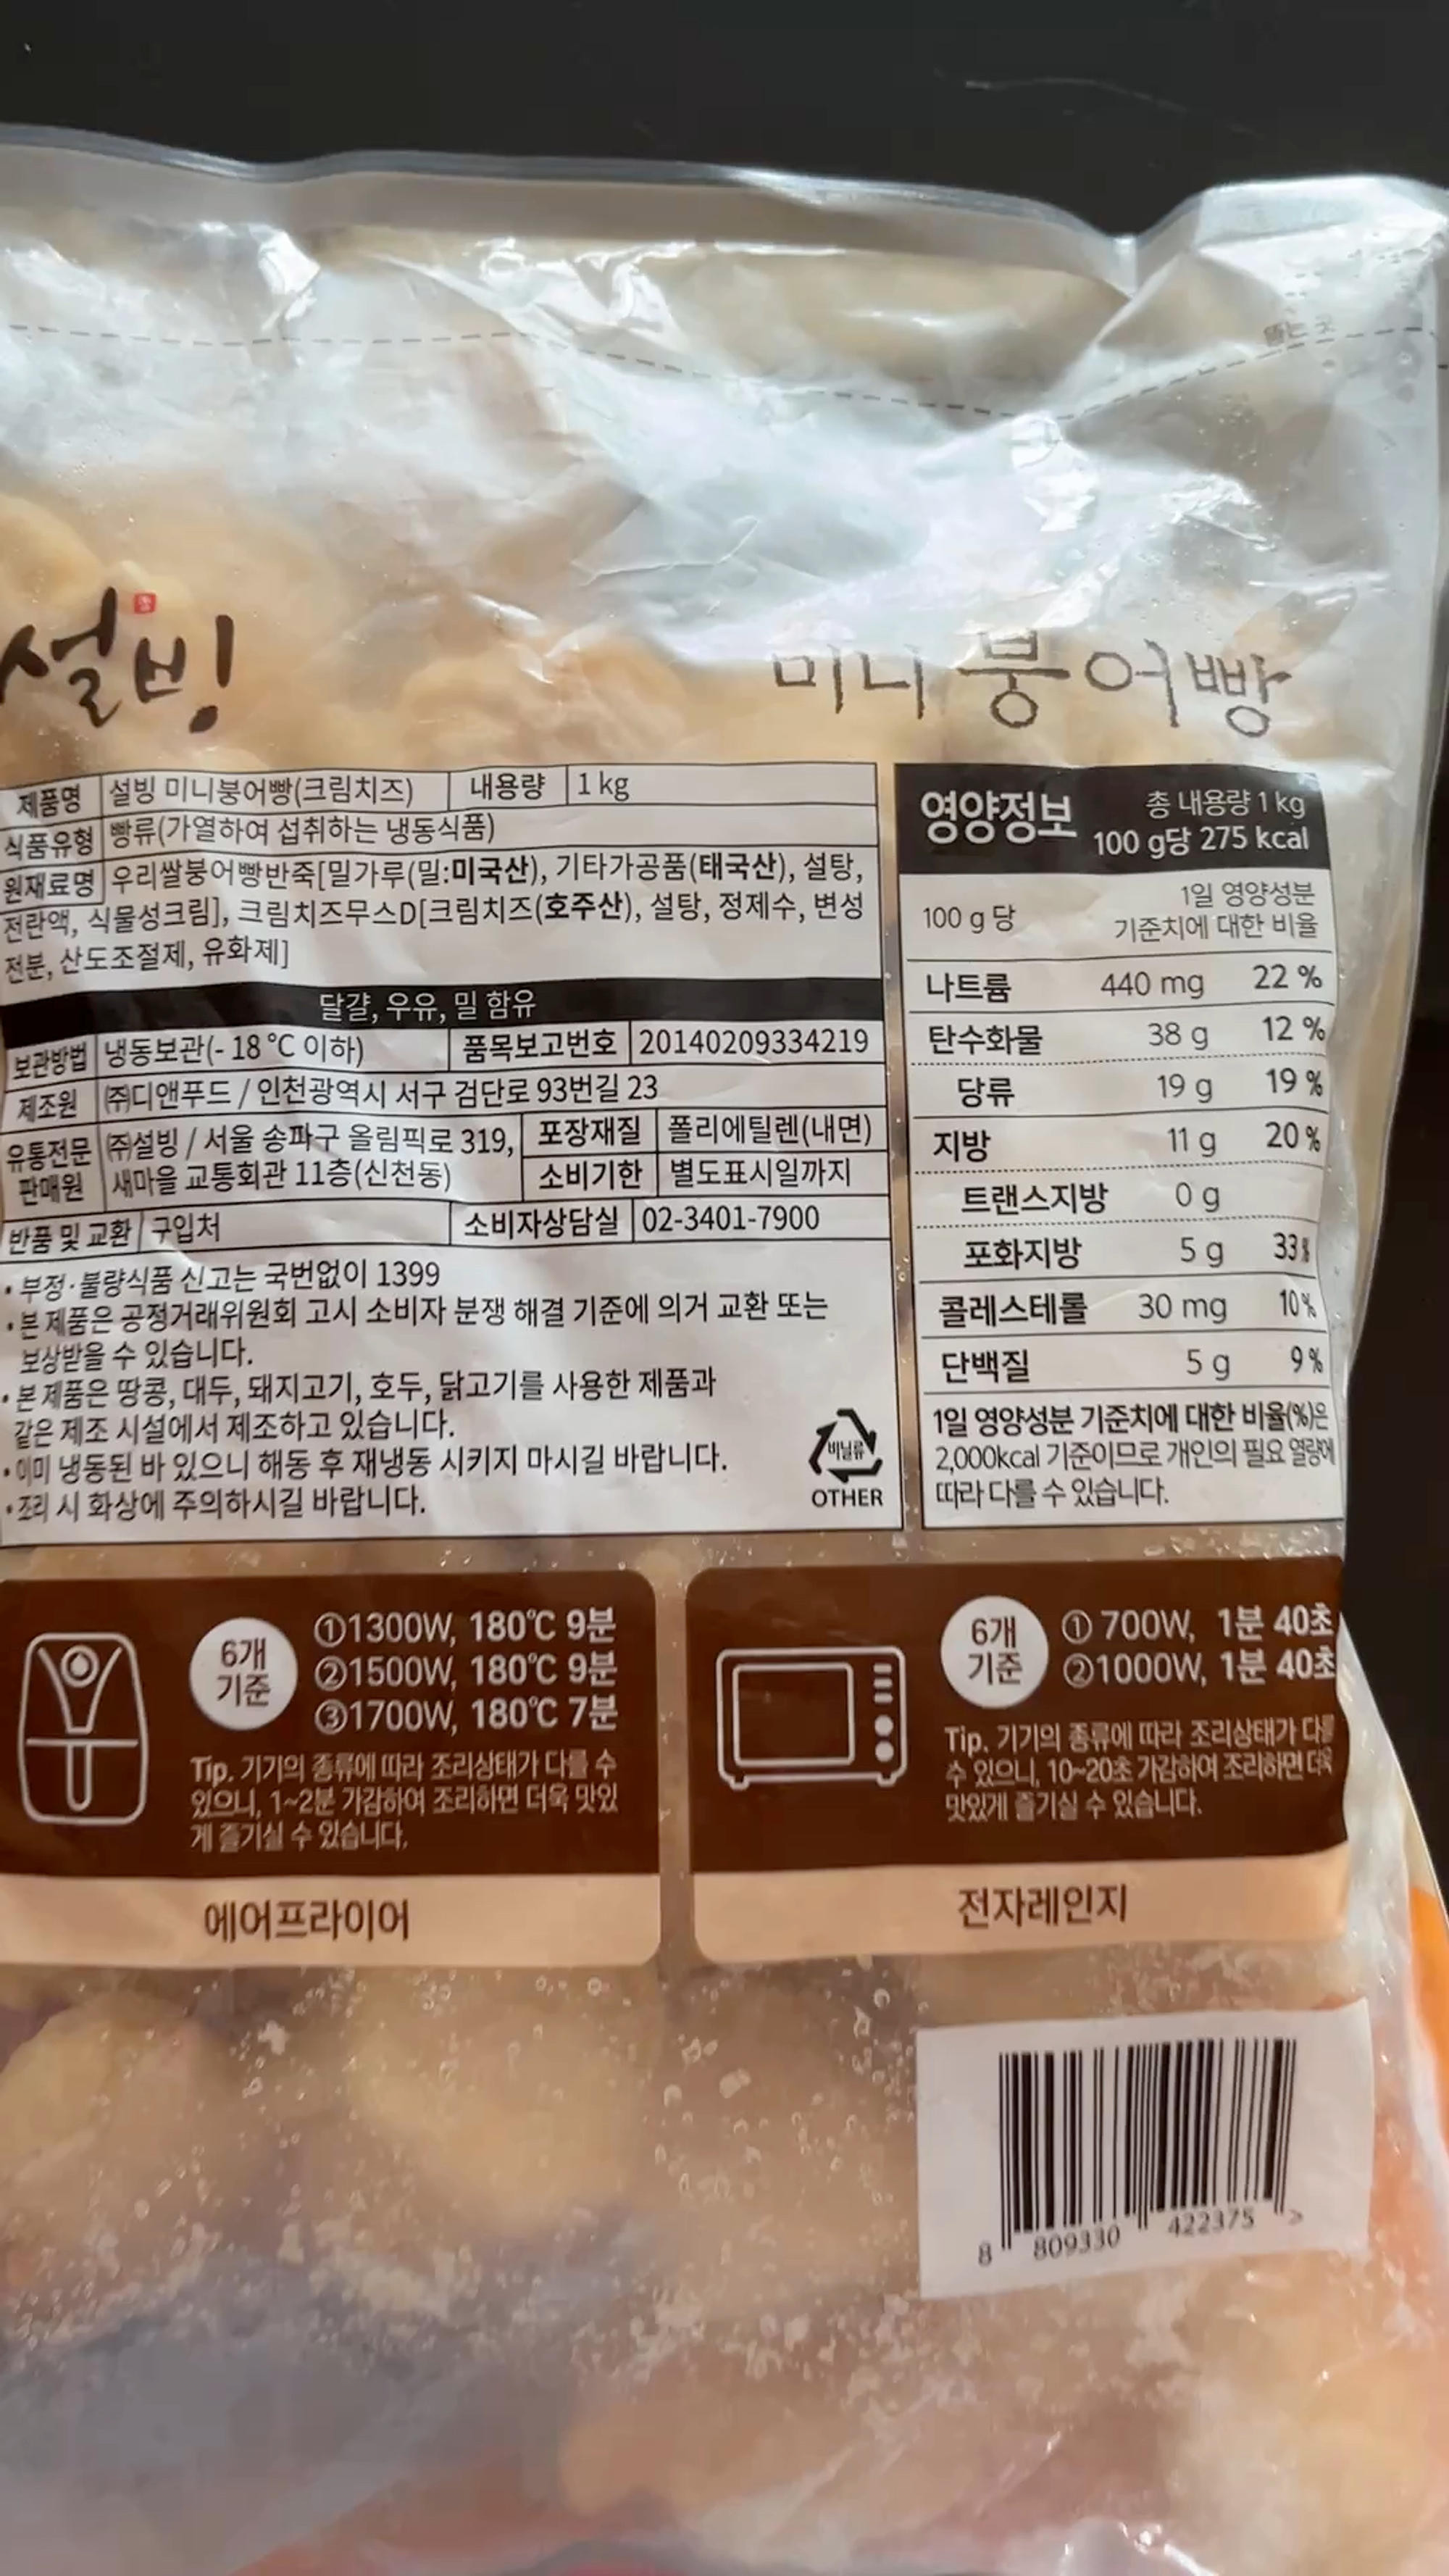 뜯는 곳
설빙
미니 붕어빵
제품명 설빙 미니붕어빵(크림치즈) 내용량 1 kg
식품유형 빵류(가열하여 섭취하는 냉동식품)
원재료명 우리쌀붕어빵반죽[밀가루(밀:미국산), 기타가공품(태국산), 설탕,
전란액, 식물성크림], 크림치즈무스D[크림치즈(호주산), 설탕, 정제수, 변성
전분, 산도조절제, 유화제]
달걀, 우유, 밀 함유
보관방법 냉동보관(- 18 ℃ 이하) 품목보고번호 20140209334219
제조원 ㈜디앤푸드 / 인천광역시 서구 검단로 93번길 23
유통전문 ㈜설빙 / 서울 송파구 올림픽로 319, 포장재질 폴리에틸렌(내면)
판매원 새마을 교통회관 11층(신천동) 소비기한 별도표시일까지
반품 및 교환 구입처 소비자상담실 02-3401-7900
• 부정·불량식품 신고는 국번없이 1399
• 본 제품은 공정거래위원회 고시 소비자 분쟁 해결 기준에 의거 교환 또는
보상받을 수 있습니다.
• 본 제품은 땅콩, 대두, 돼지고기, 호두, 닭고기를 사용한 제품과
같은 제조 시설에서 제조하고 있습니다.
• 이미 냉동된 바 있으니 해동 후 재냉동 시키지 마시길 바랍니다.
• 조리 시 화상에 주의하시길 바랍니다.
비닐류
OTHER
영양정보 총 내용량 1 kg
100 g당 275 kcal
100 g 당 1일 영양성분
기준치에 대한 비율
나트륨 440 mg 22 %
탄수화물 38 g 12 %
당류 19 g 19 %
지방 11 g 20 %
트랜스지방 0 g
포화지방 5 g 33 %
콜레스테롤 30 mg 10 %
단백질 5 g 9 %
1일 영양성분 기준치에 대한 비율(%)은
2,000kcal 기준이므로 개인의 필요 열량에
따라 다를 수 있습니다.
6개
기준
①1300W, 180℃ 9분
②1500W, 180℃ 9분
③1700W, 180℃ 7분
Tip. 기기의 종류에 따라 조리상태가 다를 수
있으니, 1~2분 가감하여 조리하면 더욱 맛있
게 즐기실 수 있습니다.
에어프라이어
6개
기준
① 700W, 1분 40초
②1000W, 1분 40초
Tip. 기기의 종류에 따라 조리상태가 다를
수 있으니, 10~20초 가감하여 조리하면 더욱
맛있게 즐기실 수 있습니다.
전자레인지
8 809330 422375 >